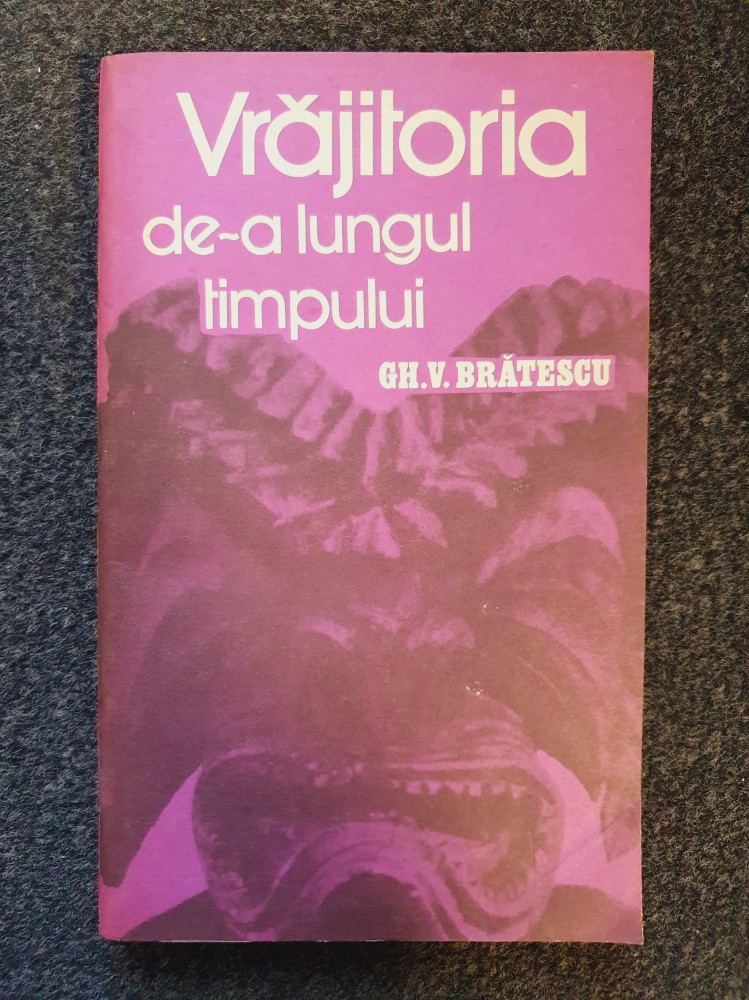 Vrăjitoria
de-a lungul
timpului
GH.V. BRĂTESCU